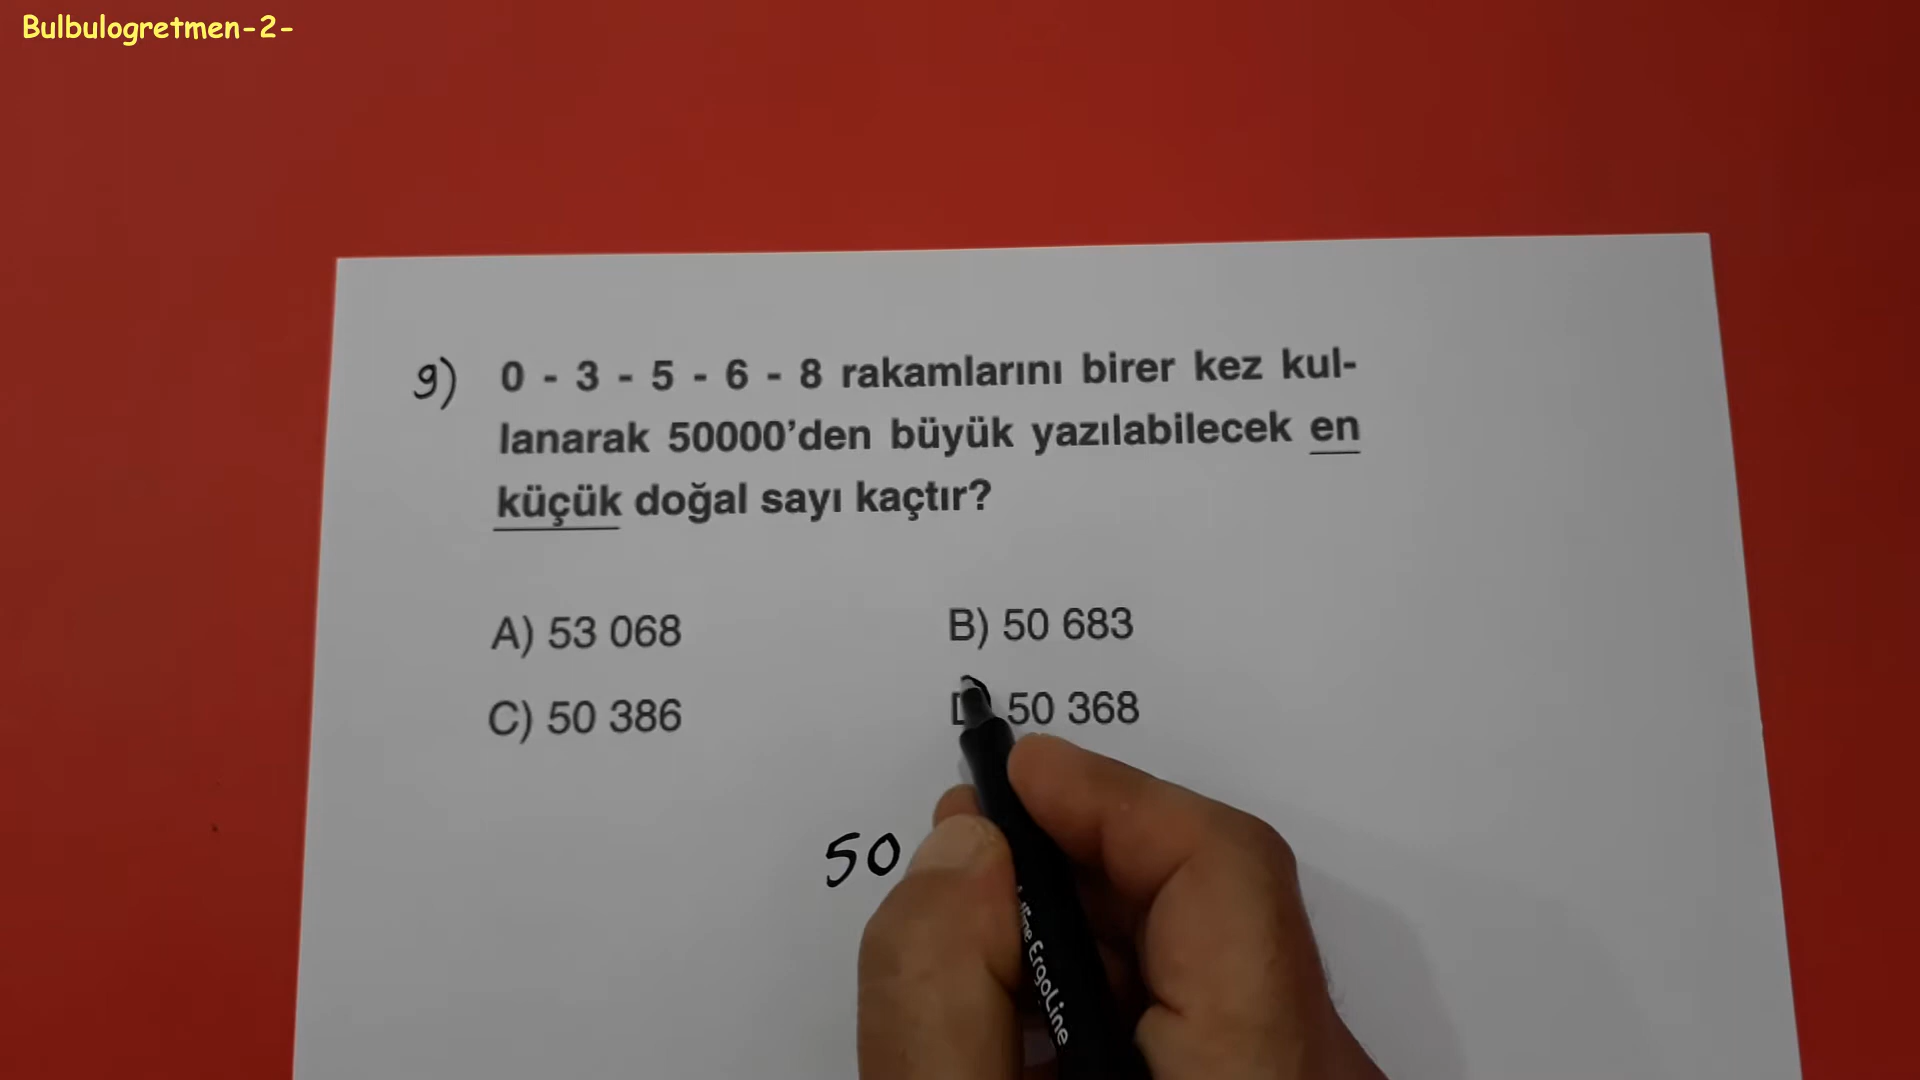 Bulbulogretmen-2-
9) 0 - 3 - 5 - 6 - 8 rakamlarını birer kez kul-
lanarak 50000’den büyük yazılabilecek en
küçük doğal sayı kaçtır?
A) 53 068
B) 50 683
C) 50 386
D) 50 368
50
ErgoLine